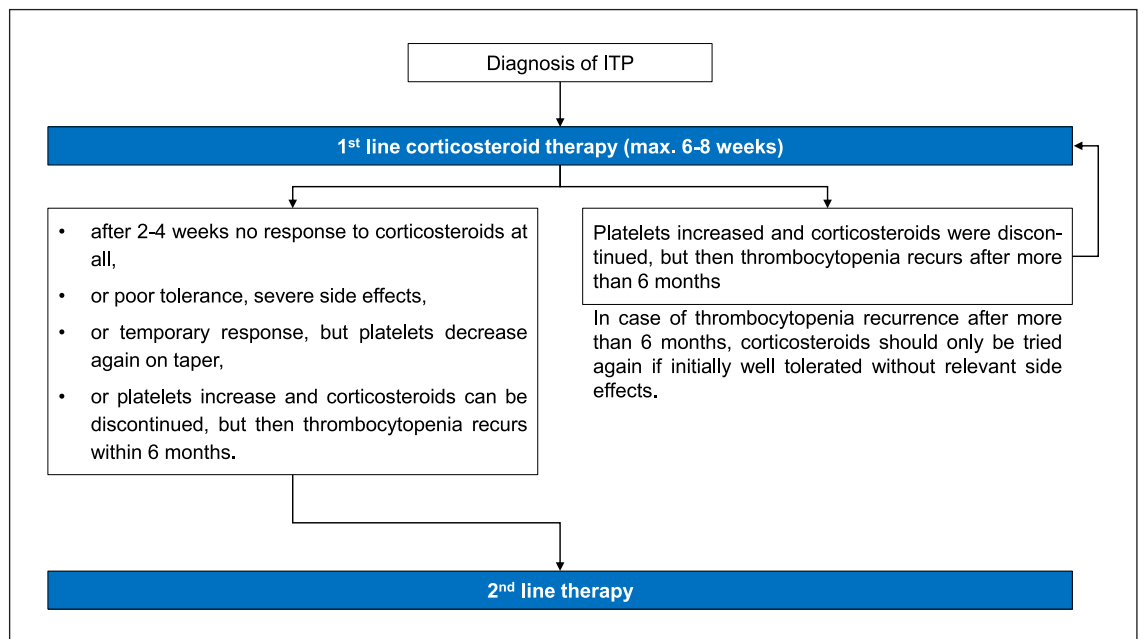 Diagnosis of ITP
1st line corticosteroid therapy (max. 6-8 weeks)
• after 2-4 weeks no response to corticosteroids at
all,
• or poor tolerance, severe side effects,
• or temporary response, but platelets decrease
again on taper,
• or platelets increase and corticosteroids can be
discontinued, but then thrombocytopenia recurs
within 6 months.
Platelets increased and corticosteroids were discon-
tinued, but then thrombocytopenia recurs after more
than 6 months
In case of thrombocytopenia recurrence after more
than 6 months, corticosteroids should only be tried
again if initially well tolerated without relevant side
effects.
2nd line therapy